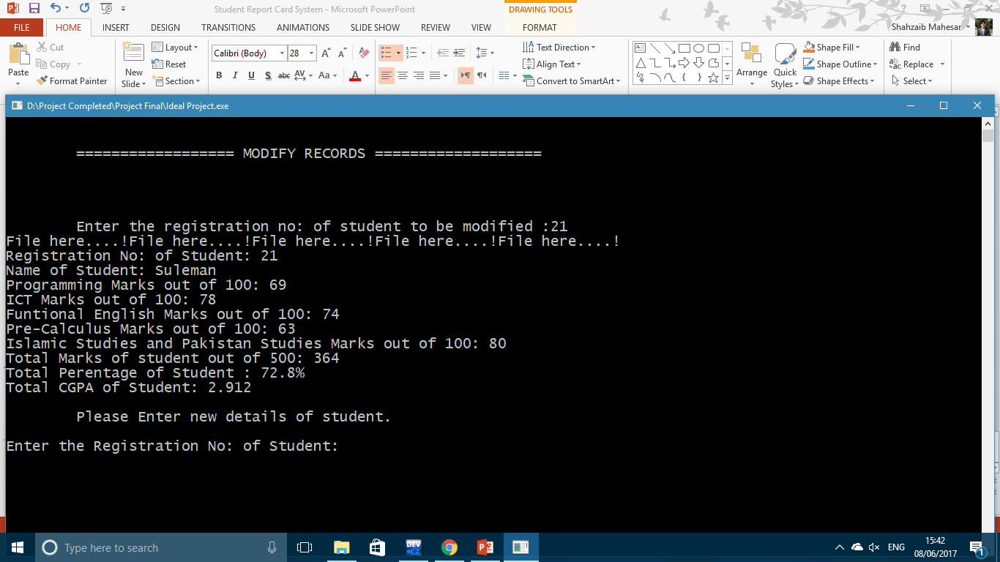 Student Report Card System - Microsoft PowerPoint
DRAWING TOOLS
?
FILE HOME INSERT DESIGN TRANSITIONS ANIMATIONS SLIDE SHOW REVIEW VIEW FORMAT
Shahzaib Mahesar
Paste
Cut
Copy
Format Painter
New Slide
Layout
Reset
Section
Calibri (Body) 28
B I U S abc AV Aa A
Text Direction
Align Text
Convert to SmartArt
Arrange
Quick Styles
Shape Fill
Shape Outline
Shape Effects
Find
Replace
Select
D:\Project Completed\Project Final\Ideal Project.exe
================== MODIFY RECORDS ===================
Enter the registration no: of student to be modified :21
File here....!File here....!File here....!File here....!File here....!
Registration No: of Student: 21
Name of Student: Suleman
Programming Marks out of 100: 69
ICT Marks out of 100: 78
Funtional English Marks out of 100: 74
Pre-Calculus Marks out of 100: 63
Islamic Studies and Pakistan Studies Marks out of 100: 80
Total Marks of student out of 500: 364
Total Perentage of Student : 72.8%
Total CGPA of Student: 2.912
Please Enter new details of student.
Enter the Registration No: of Student:
Type here to search
DEV
ENG
15:42
08/06/2017
1